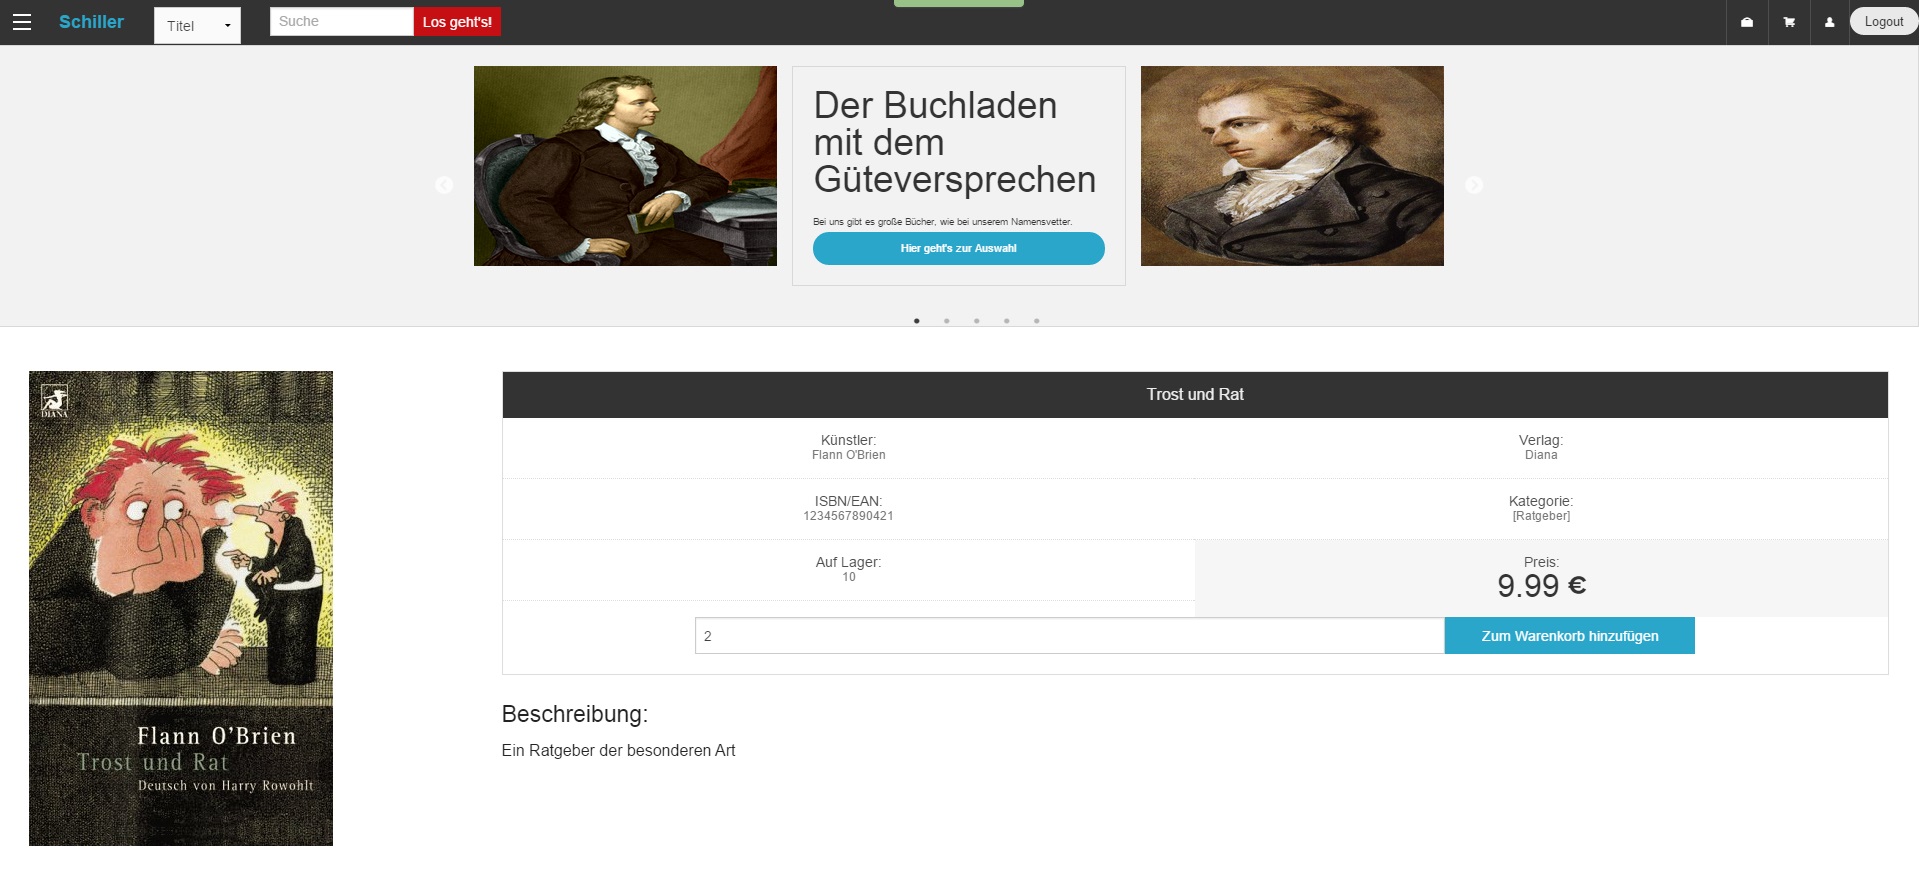 Schiller
Titel
Suche
Los geht's!
Logout
Der Buchladen
mit dem
Güteversprechen
Bei uns gibt es große Bücher, wie bei unserem Namensvetter.
Hier geht's zur Auswahl
DIANA
Flann O'Brien
Trost und Rat
Deutsch von Harry Rowohlt
Trost und Rat
Künstler:
Flann O'Brien
Verlag:
Diana
ISBN/EAN:
1234567890421
Kategorie:
[Ratgeber]
Auf Lager:
10
Preis:
9.99 €
2
Zum Warenkorb hinzufügen
Beschreibung:
Ein Ratgeber der besonderen Art